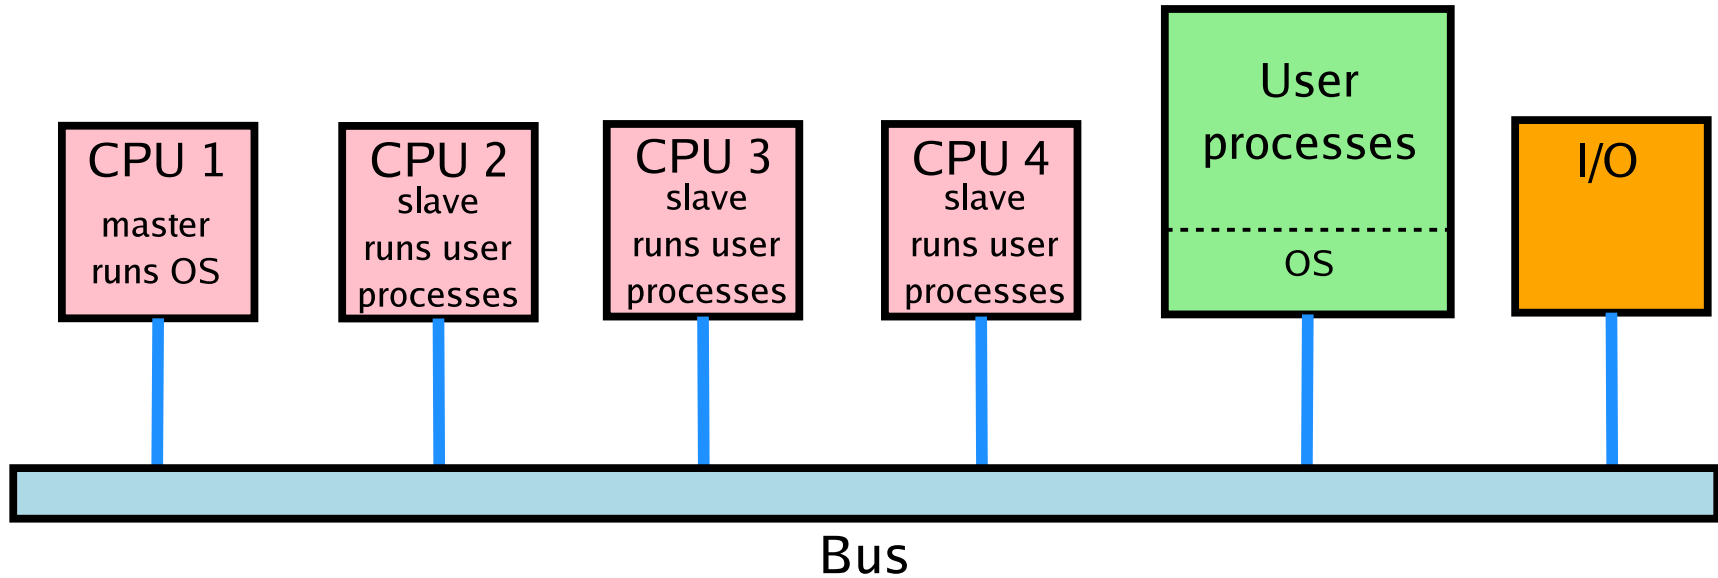 CPU 1
master
runs OS
CPU 2
slave
runs user
processes
CPU 3
slave
runs user
processes
CPU 4
slave
runs user
processes
User
processes
OS
I/O
Bus